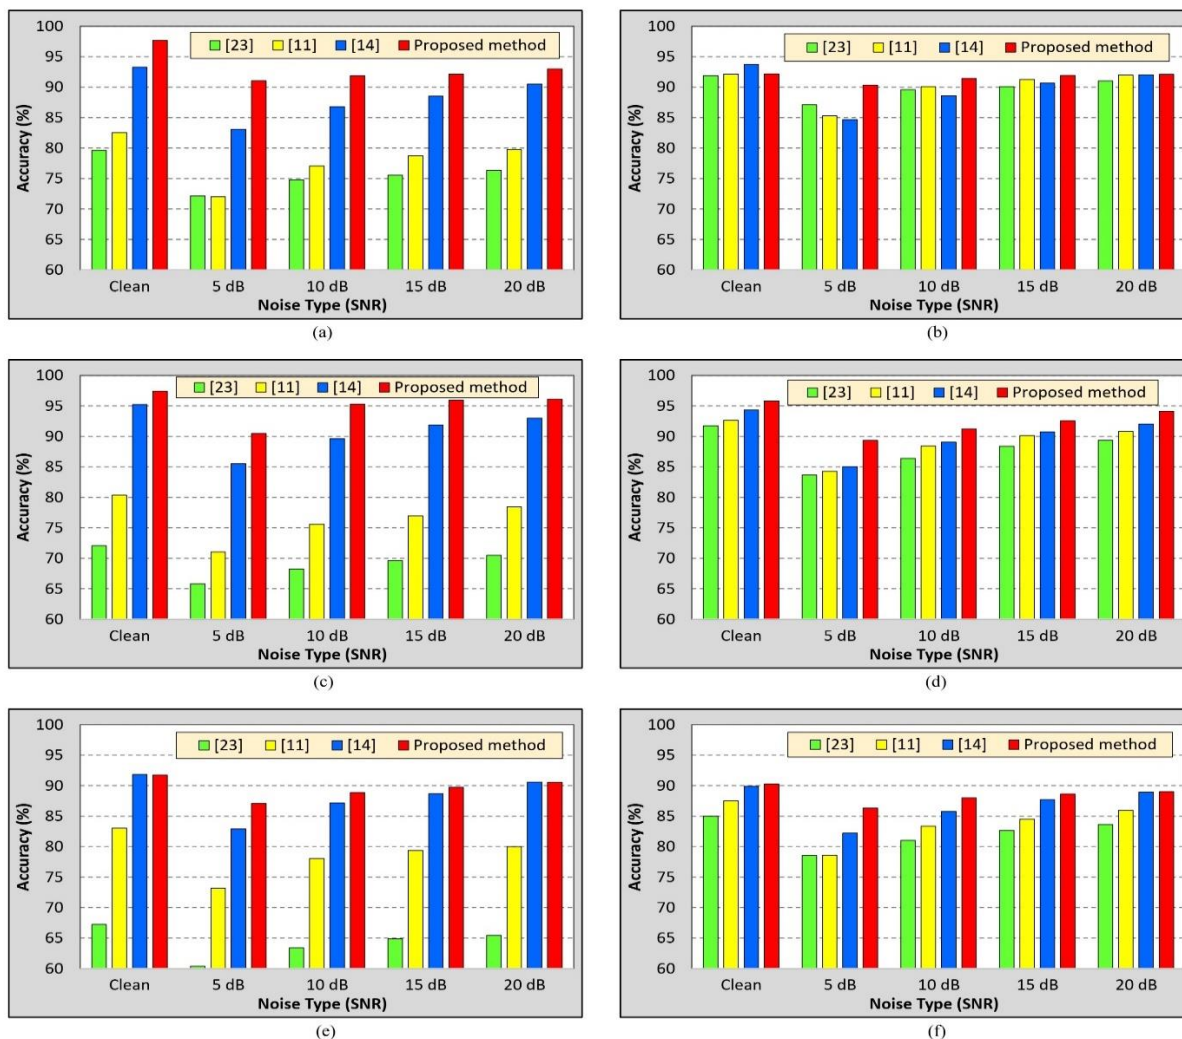 100
95
90
85
80
75
70
65
60
Accuracy (%)
[23] [11] [14] Proposed method
Clean 5 dB 10 dB 15 dB 20 dB
Noise Type (SNR)
(a)
100
95
90
85
80
75
70
65
60
Accuracy (%)
[23] [11] [14] Proposed method
Clean 5 dB 10 dB 15 dB 20 dB
Noise Type (SNR)
(b)
100
95
90
85
80
75
70
65
60
Accuracy (%)
[23] [11] [14] Proposed method
Clean 5 dB 10 dB 15 dB 20 dB
Noise Type (SNR)
(c)
100
95
90
85
80
75
70
65
60
Accuracy (%)
[23] [11] [14] Proposed method
Clean 5 dB 10 dB 15 dB 20 dB
Noise Type (SNR)
(d)
100
95
90
85
80
75
70
65
60
Accuracy (%)
[23] [11] [14] Proposed method
Clean 5 dB 10 dB 15 dB 20 dB
Noise Type (SNR)
(e)
100
95
90
85
80
75
70
65
60
Accuracy (%)
[23] [11] [14] Proposed method
Clean 5 dB 10 dB 15 dB 20 dB
Noise Type (SNR)
(f)